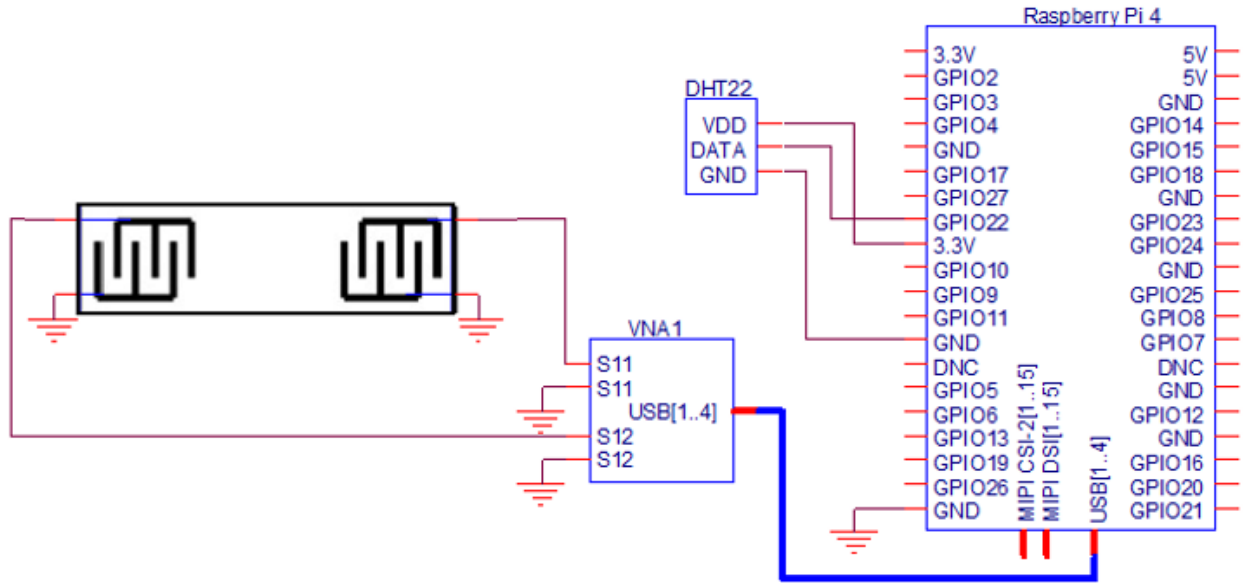 Raspberry Pi 4
3.3V
GPIO2
GPIO3
GPIO4
GND
GPIO17
GPIO27
GPIO22
3.3V
GPIO10
GPIO9
GPIO11
GND
DNC
GPIO5
GPIO6
GPIO13
GPIO19
GPIO26
GND
5V
5V
GND
GPIO14
GPIO15
GPIO18
GND
GPIO23
GPIO24
GND
GPIO25
GPIO8
GPIO7
DNC
GND
GPIO12
GND
GPIO16
GPIO20
GPIO21
MIPI CSI-2[1..15]
MIPI DSI[1..15]
USB[1..4]
DHT22
VDD
DATA
GND
VNA1
S11
S11
USB[1..4]
S12
S12